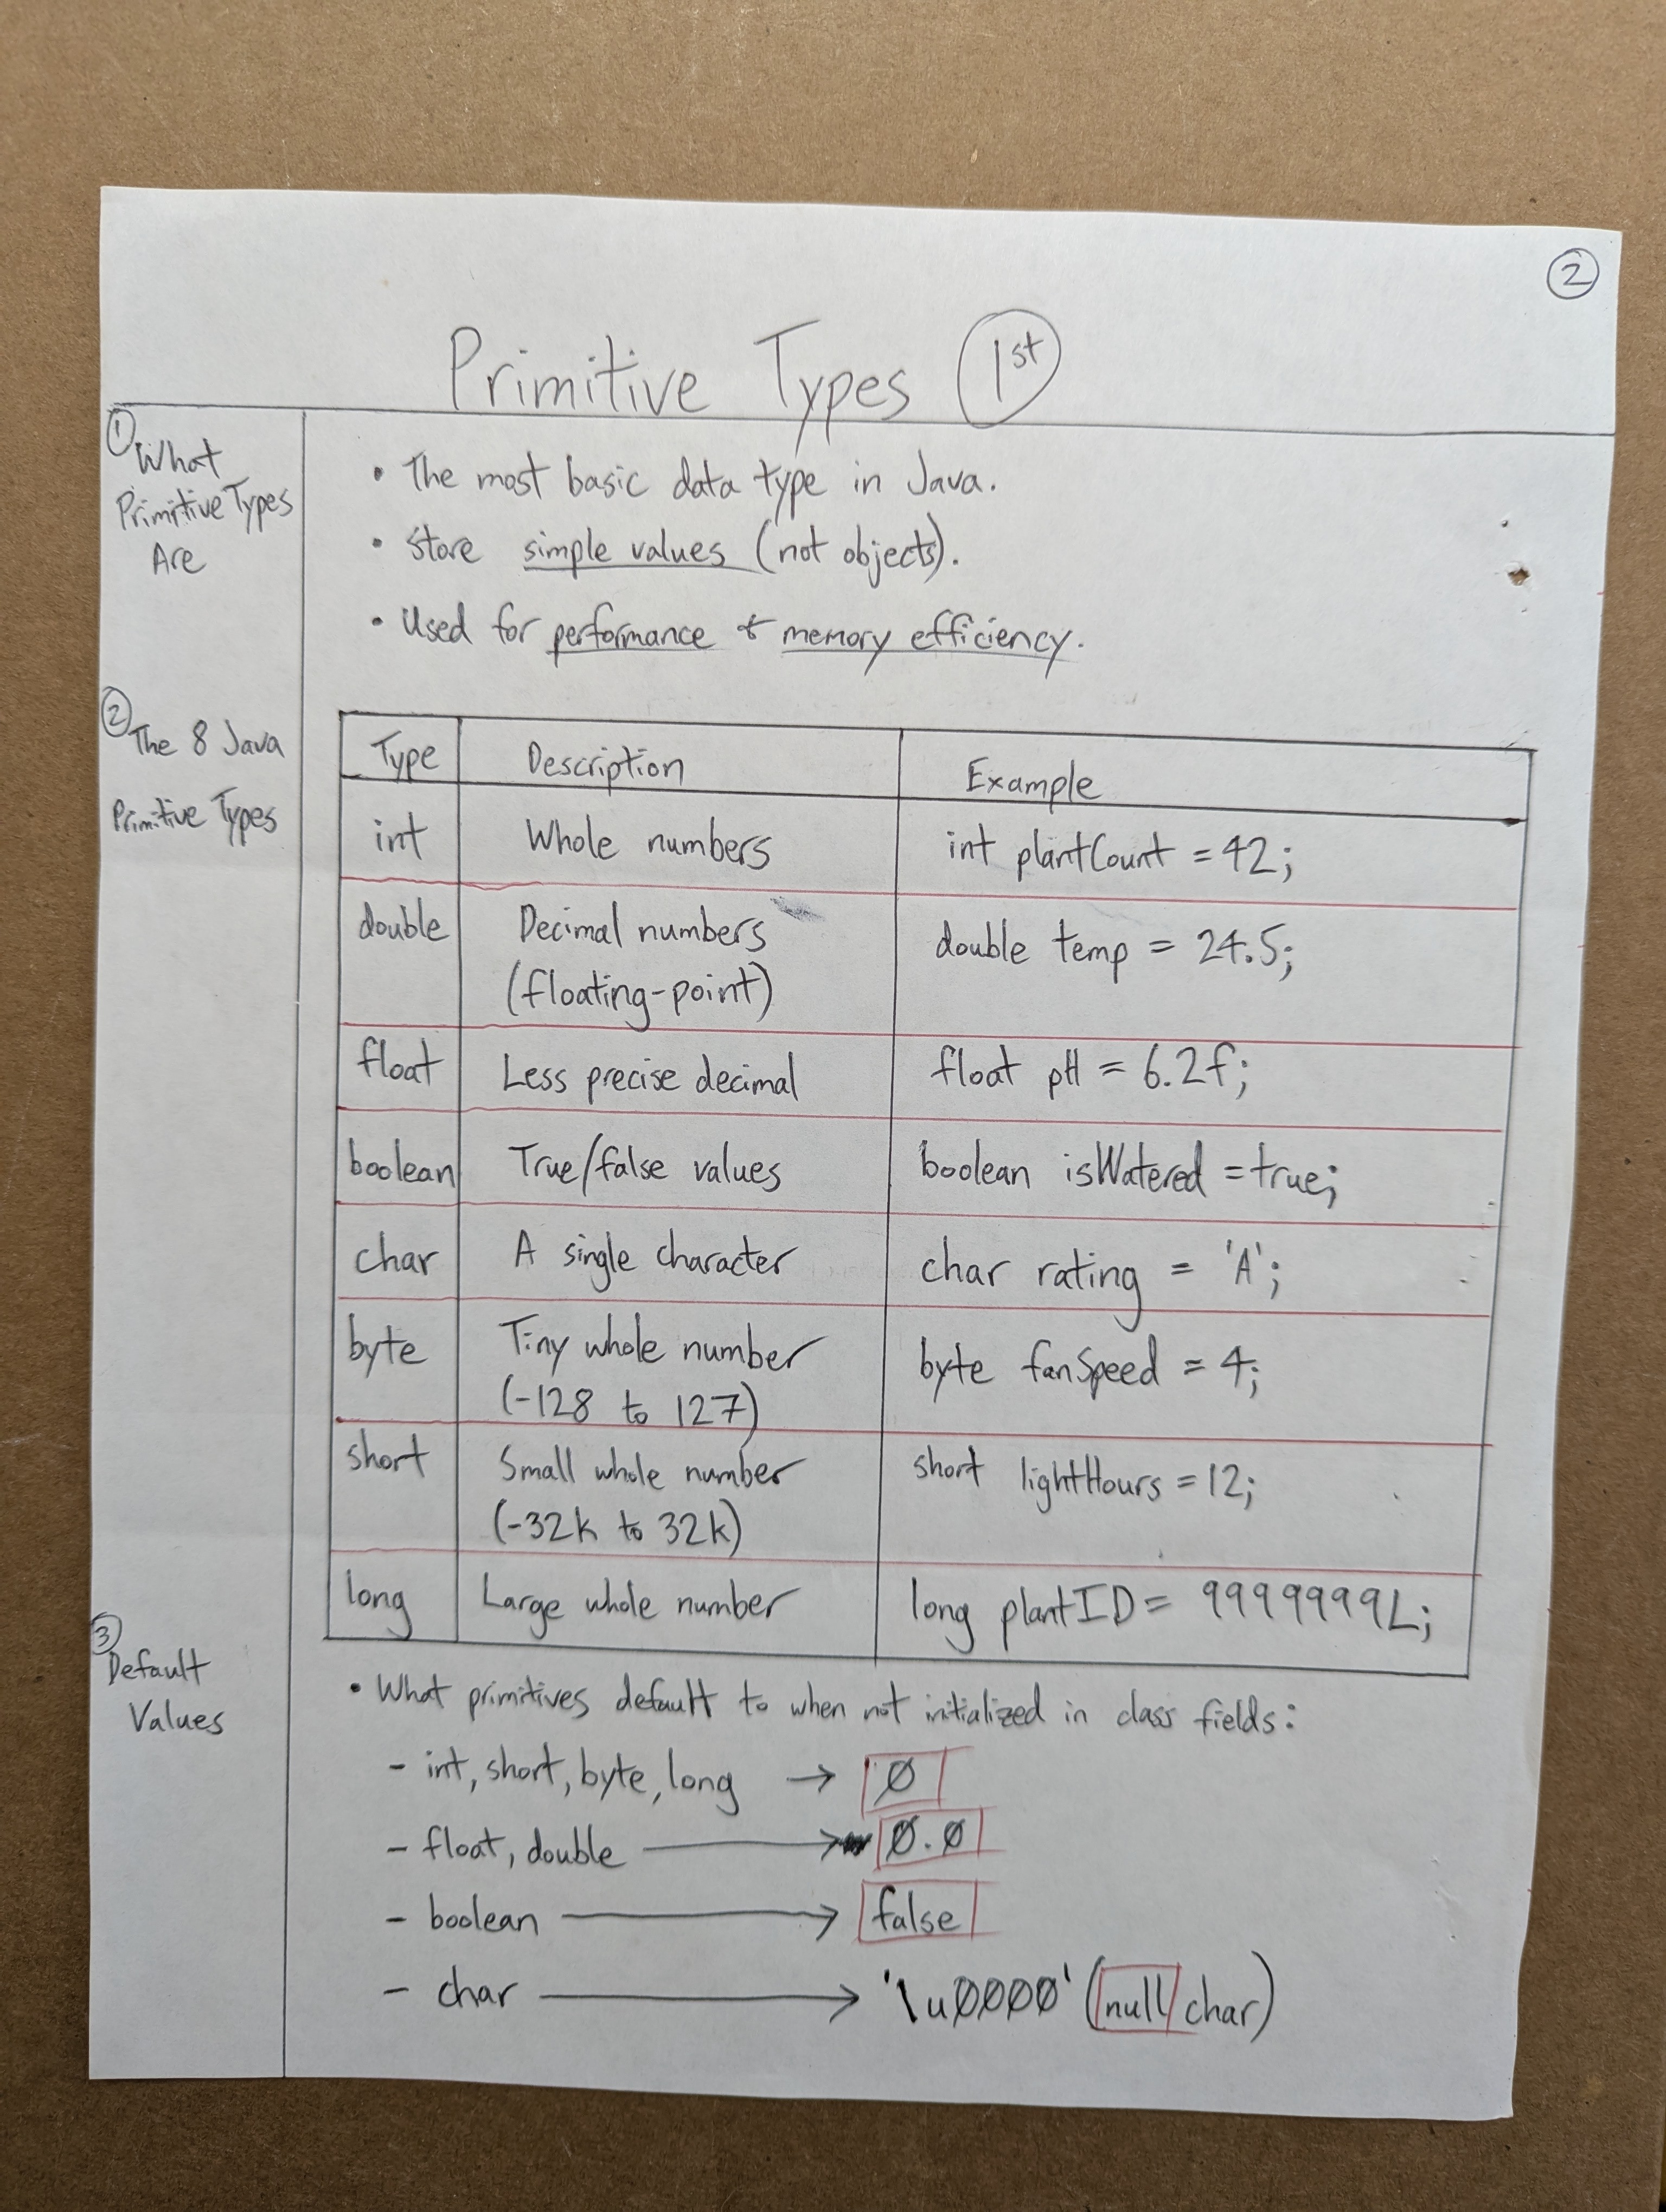 2
Primitive Types 1st
1 What
Primitive Types
Are
• The most basic data type in Java.
• Store simple values (not objects).
• Used for performance & memory efficiency.
2 The 8 Java
Primitive Types
Type Description Example
int Whole numbers int plantCount = 42;
double Decimal numbers double temp = 24.5;
(floating-point)
float Less precise decimal float pH = 6.2f;
boolean True/false values boolean isWatered = true;
char A single character char rating = 'A';
byte Tiny whole number byte fanSpeed = 4;
(-128 to 127)
short Small whole number short lightHours = 12;
(-32k to 32k)
long Large whole number long plantID = 9999999L;
3 Default
Values
• What primitives default to when not initialized in class fields:
- int, short, byte, long → 0
- float, double → 0.0
- boolean → false
- char → '\u0000' (null char)